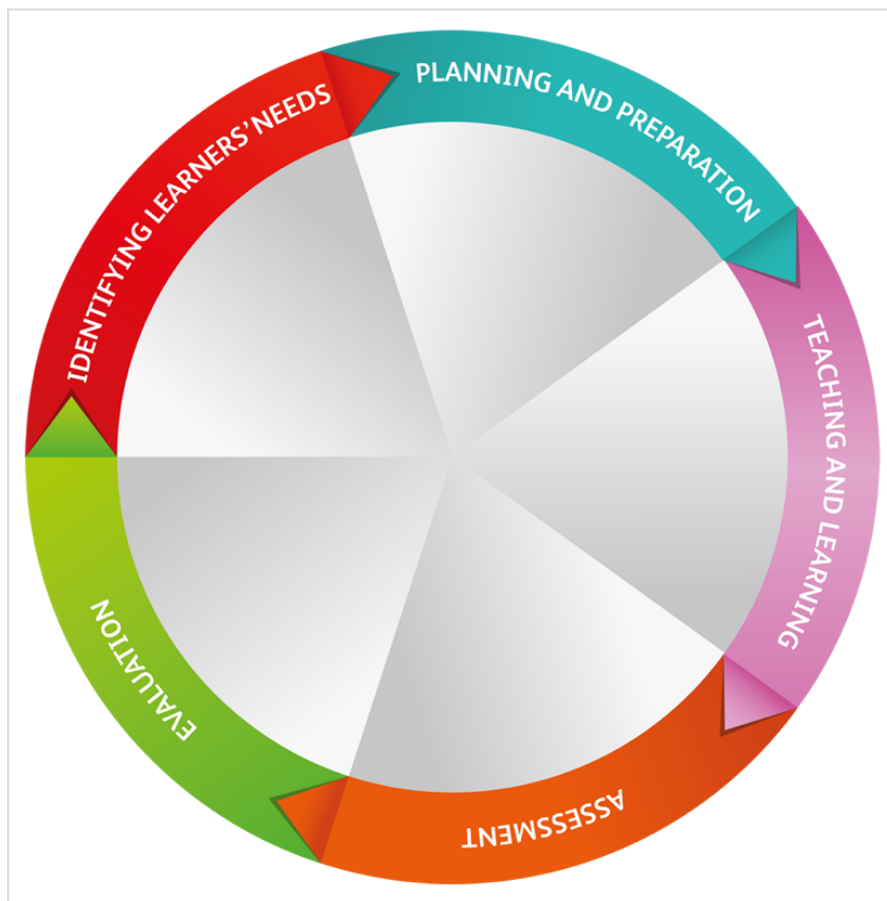 IDENTIFYING LEARNERS' NEEDS
PLANNING AND PREPARATION
TEACHING AND LEARNING
ASSESSMENT
EVALUATION